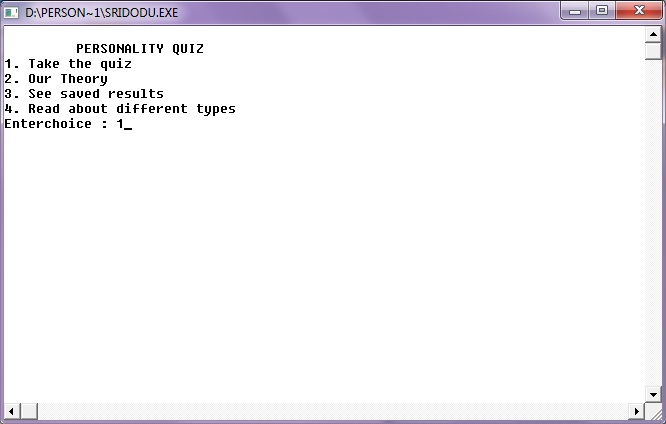 D:\PERSON~1\SRIDODU.EXE
PERSONALITY QUIZ
1. Take the quiz
2. Our Theory
3. See saved results
4. Read about different types
Enterchoice : 1_